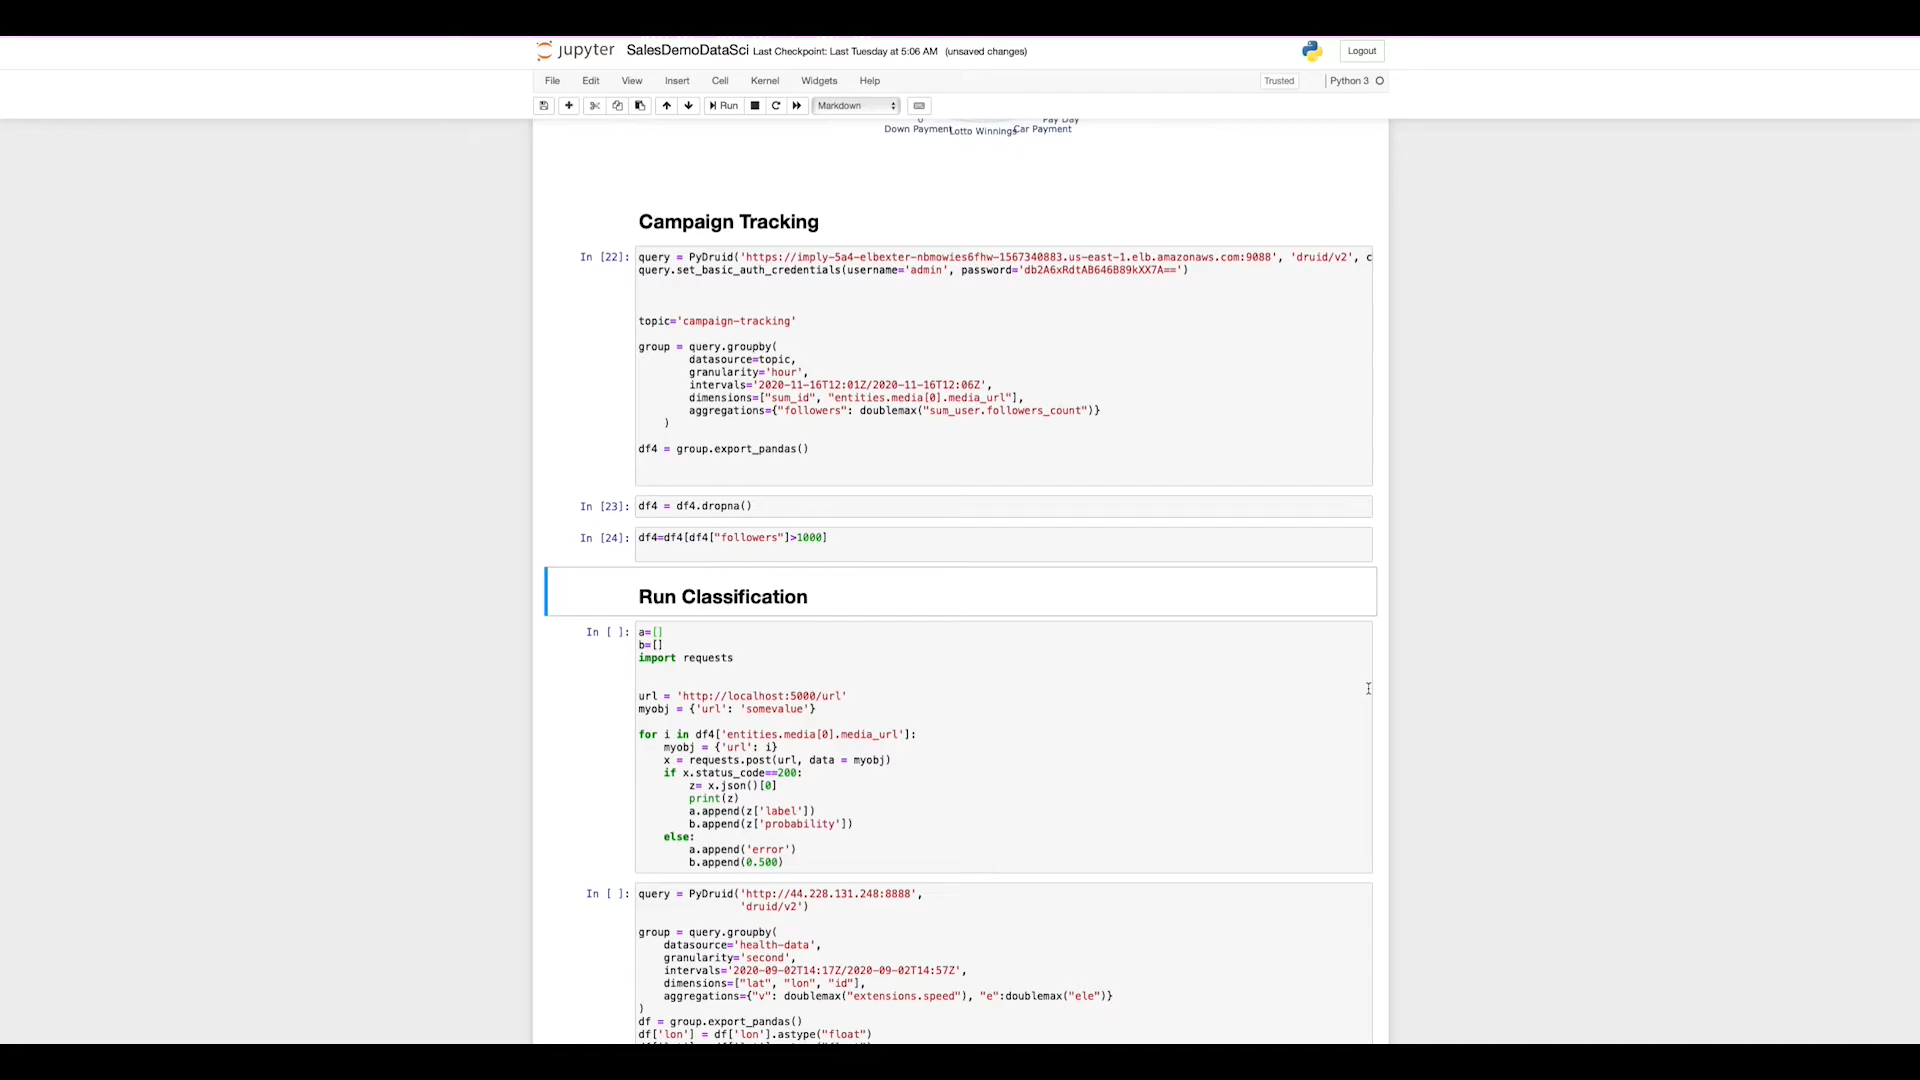 jupyter SalesDemoDataSci Last Checkpoint: Last Tuesday at 5:06 AM (unsaved changes)
Logout
File Edit View Insert Cell Kernel Widgets Help
Trusted Python 3
Run Markdown
Pay Day
Down Payment Lotto Winnings Car Payment
Campaign Tracking
In [22]: query = PyDruid('https://imply-5a4-elbexter-nbmowies6fhw-1567340883.us-east-1.elb.amazonaws.com:9088', 'druid/v2', c
query.set_basic_auth_credentials(username='admin', password='db2A6xRdtAB646B89kXX7A==')
topic='campaign-tracking'
group = query.groupby(
datasource=topic,
granularity='hour',
intervals='2020-11-16T12:01Z/2020-11-16T12:06Z',
dimensions=["sum_id", "entities.media[0].media_url"],
aggregations={"followers": doublemax("sum_user.followers_count")}
)
df4 = group.export_pandas()
In [23]: df4 = df4.dropna()
In [24]: df4=df4[df4["followers"]>1000]
Run Classification
In [ ]: a=[]
b=[]
import requests
url = 'http://localhost:5000/url'
myobj = {'url': 'somevalue'}
for i in df4['entities.media[0].media_url']:
myobj = {'url': i}
x = requests.post(url, data = myobj)
if x.status_code==200:
z= x.json()[0]
print(z)
a.append(z['label'])
b.append(z['probability'])
else:
a.append('error')
b.append(0.500)
In [ ]: query = PyDruid('http://44.228.131.248:8888',
'druid/v2')
group = query.groupby(
datasource='health-data',
granularity='second',
intervals='2020-09-02T14:17Z/2020-09-02T14:57Z',
dimensions=["lat", "lon", "id"],
aggregations={"v": doublemax("extensions.speed"), "e":doublemax("ele")}
)
df = group.export_pandas()
df['lon'] = df['lon'].astype("float")